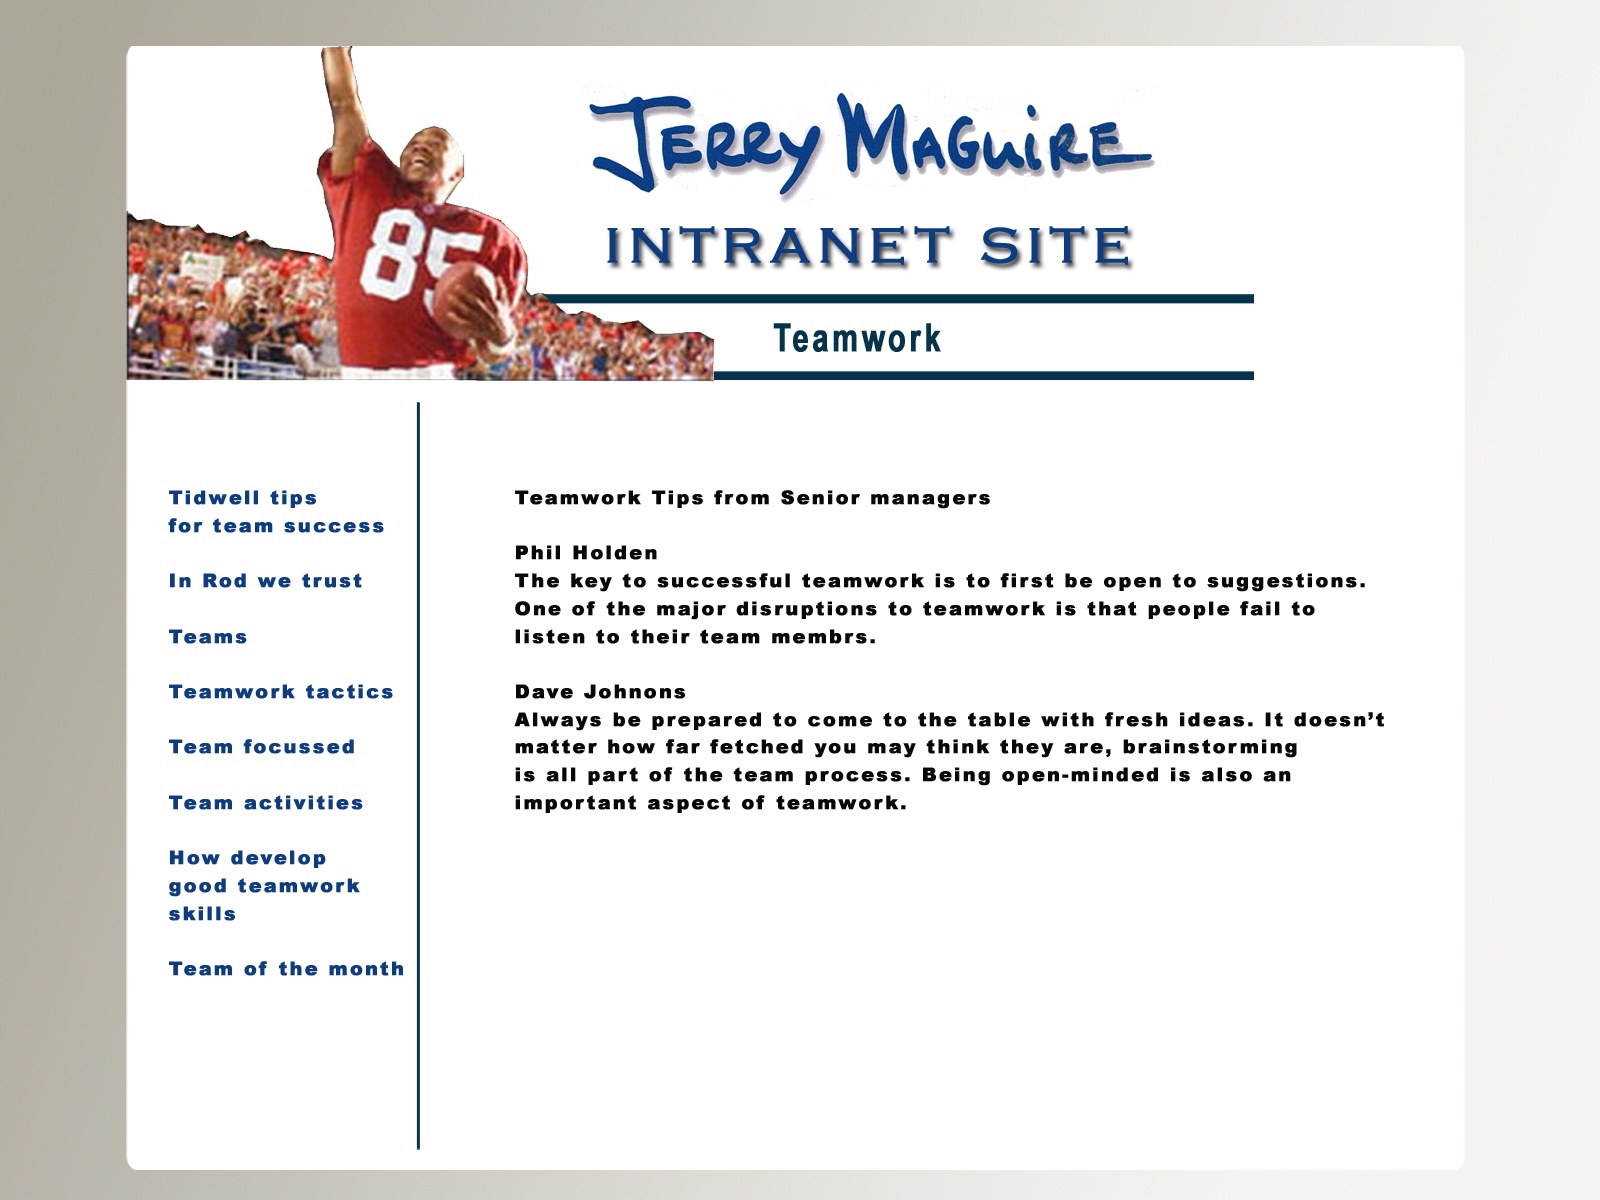 Jerry Maguire
INTRANET SITE
85
Teamwork
Tidwell tips
for team success
In Rod we trust
Teams
Teamwork tactics
Team focussed
Team activities
How develop
good teamwork
skills
Team of the month
Teamwork Tips from Senior managers
Phil Holden
The key to successful teamwork is to first be open to suggestions.
One of the major disruptions to teamwork is that people fail to
listen to their team membrs.
Dave Johnons
Always be prepared to come to the table with fresh ideas. It doesn’t
matter how far fetched you may think they are, brainstorming
is all part of the team process. Being open-minded is also an
important aspect of teamwork.